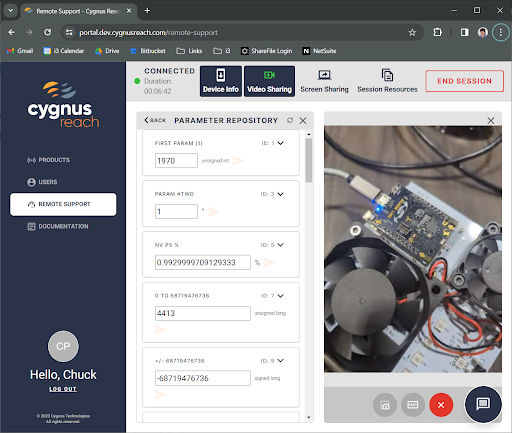 Remote Support - Cygnus Reach
portal.dev.cygnusreach.com/remote-support
Gmail
i3 Calendar
Drive
Bitbucket
Links
i3
ShareFile Login
NetSuite
cygnus
reach
PRODUCTS
USERS
REMOTE SUPPORT
DOCUMENTATION
CP
Hello, Chuck
LOG OUT
© 2023 Cygnus Technologies
All rights reserved.
CONNECTED
Duration:
00:06:42
Device Info
Video Sharing
Screen Sharing
Session Resources
END SESSION
BACK
PARAMETER REPOSITORY
FIRST PARAM (1)
ID: 1
1970
unsigned int
PARAM #TWO
ID: 3
1
°
NV P5 %
ID: 5
0.9929999709129333
%
0 TO 68719476736
ID: 7
4413
unsigned long
+/- 68719476736
ID: 9
-68719476736
signed long